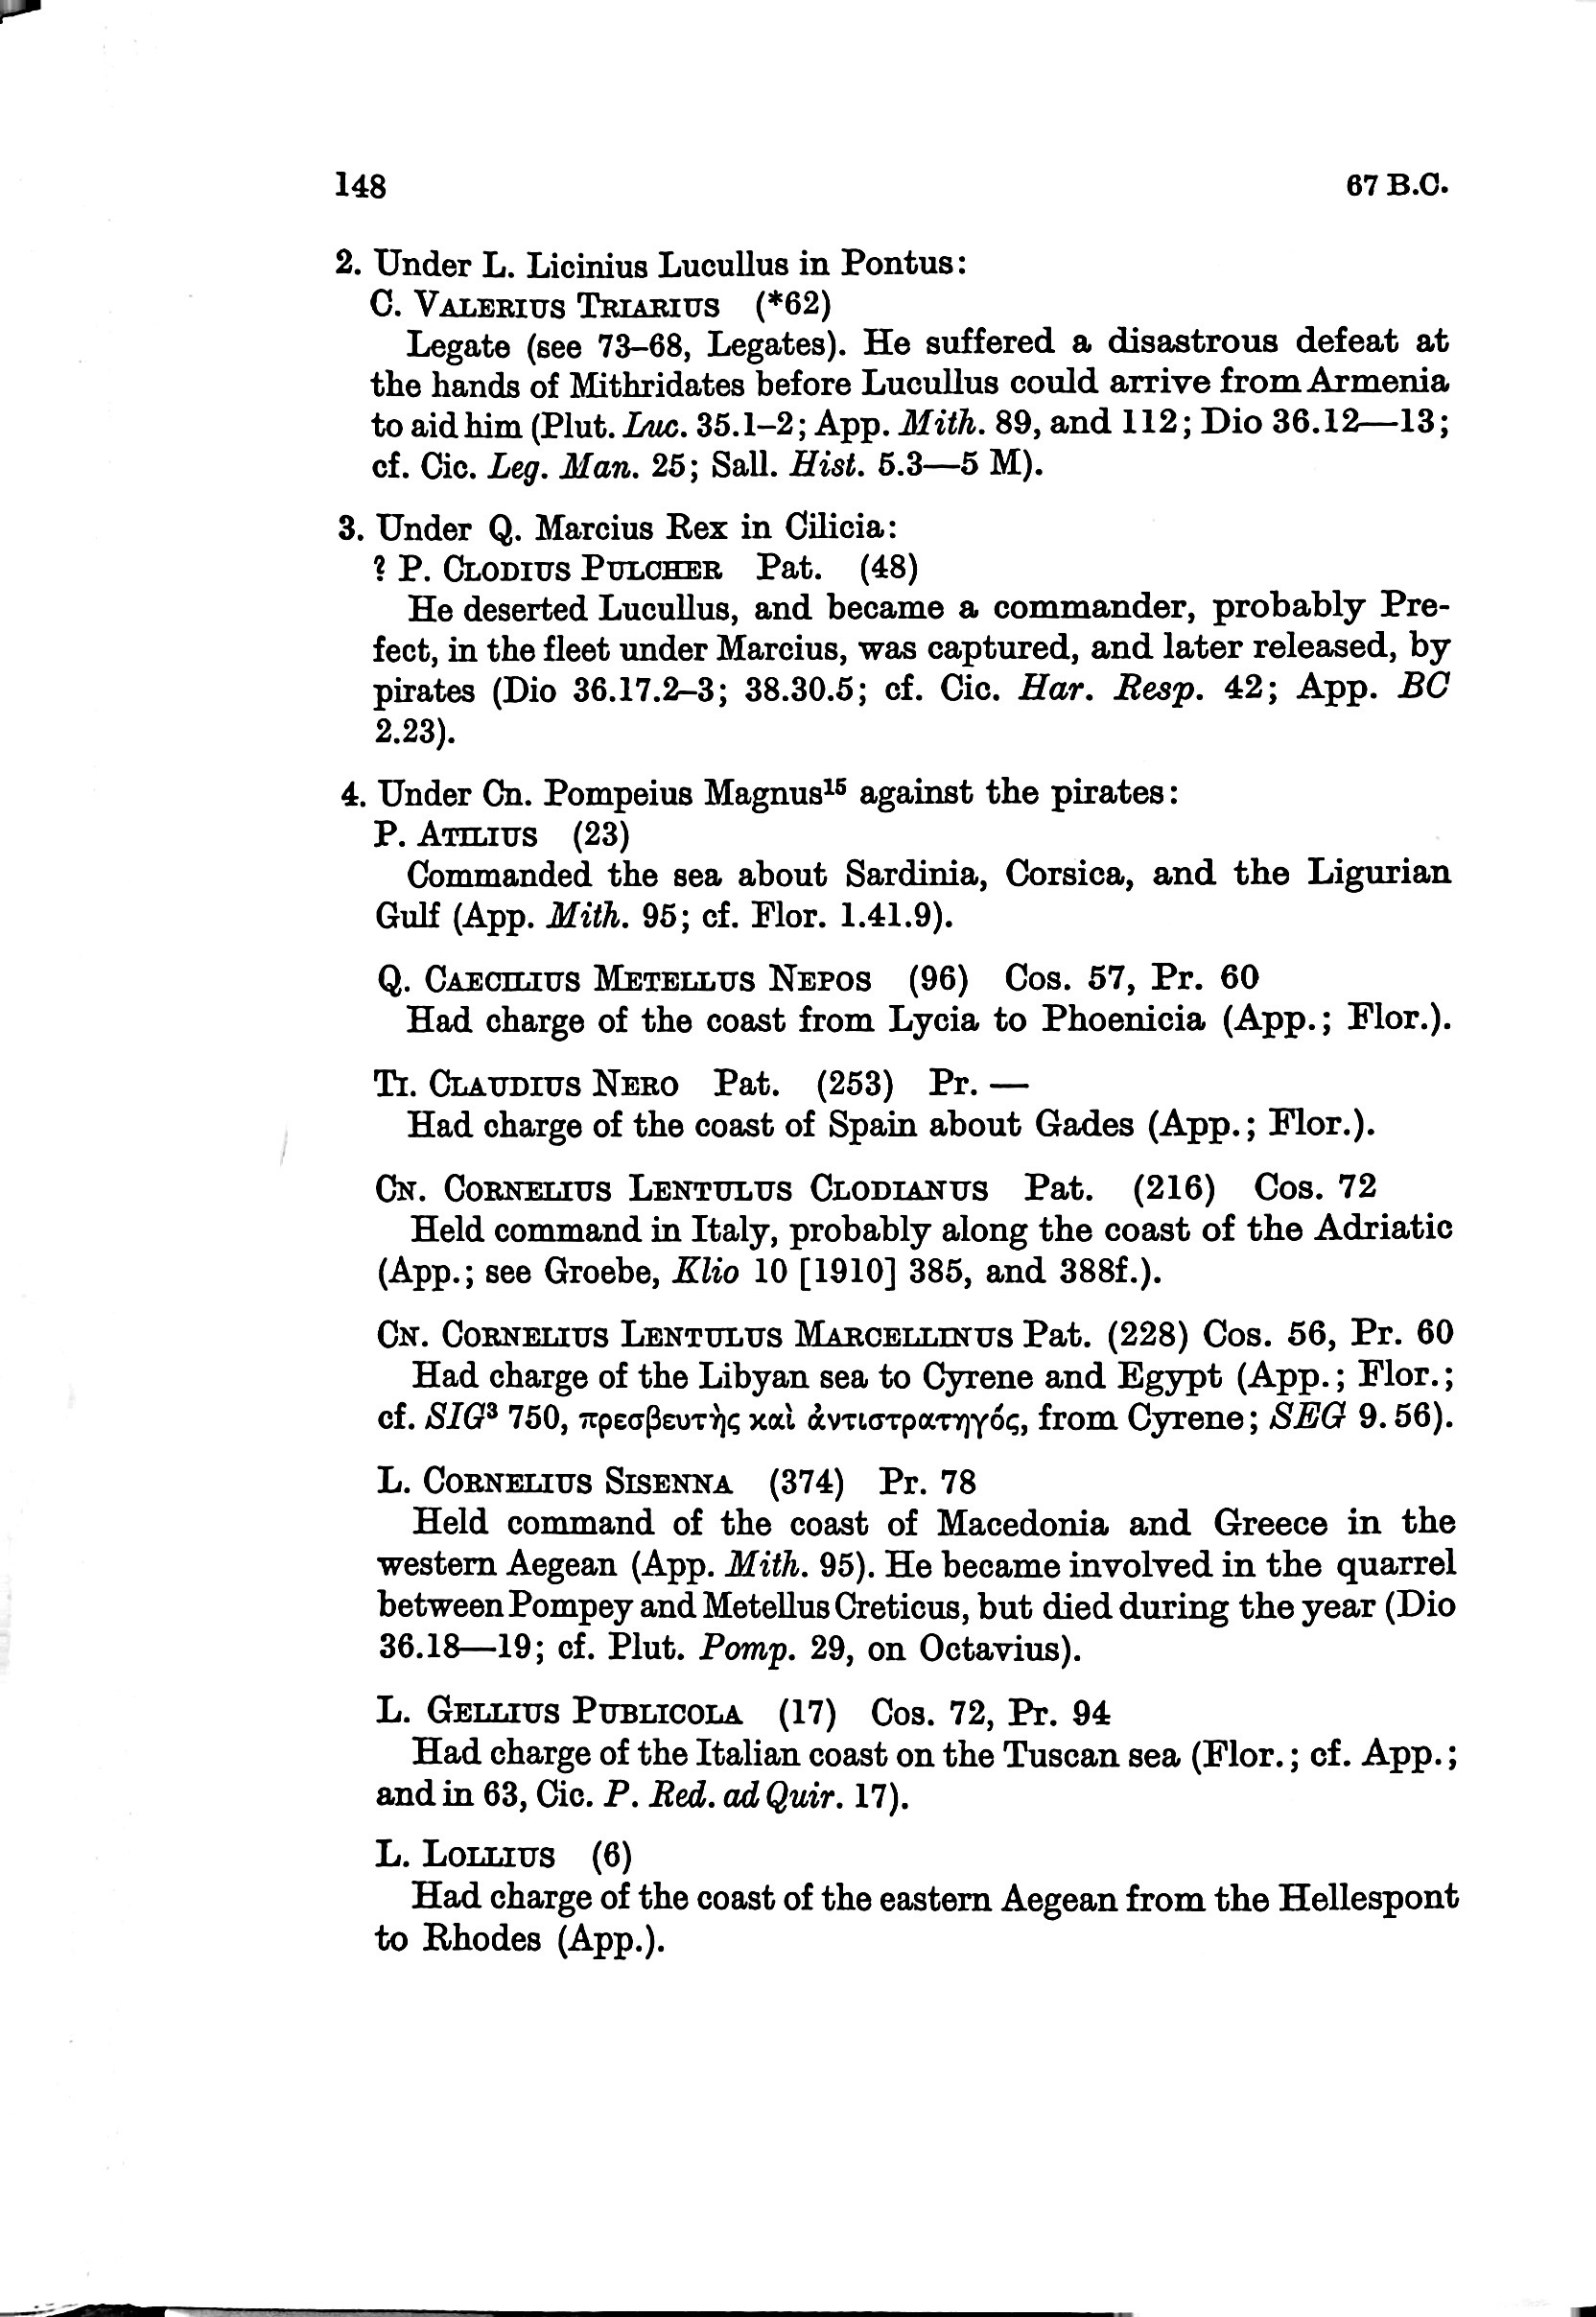 148 67 B.C.
2. Under L. Licinius Lucullus in Pontus:
C. VALERIUS TRIARIUS (*62)
Legate (see 73–68, Legates). He suffered a disastrous defeat at
the hands of Mithridates before Lucullus could arrive from Armenia
to aid him (Plut. Luc. 35.1–2; App. Mith. 89, and 112; Dio 36.12—13;
cf. Cic. Leg. Man. 25; Sall. Hist. 5.3—5 M).
3. Under Q. Marcius Rex in Cilicia:
? P. CLODIUS PULCHER Pat. (48)
He deserted Lucullus, and became a commander, probably Pre-
fect, in the fleet under Marcius, was captured, and later released, by
pirates (Dio 36.17.2–3; 38.30.5; cf. Cic. Har. Resp. 42; App. BC
2.23).
4. Under Cn. Pompeius Magnus¹⁵ against the pirates:
P. ATILIUS (23)
Commanded the sea about Sardinia, Corsica, and the Ligurian
Gulf (App. Mith. 95; cf. Flor. 1.41.9).
Q. CAECILIUS METELLUS NEPOS (96) Cos. 57, Pr. 60
Had charge of the coast from Lycia to Phoenicia (App.; Flor.).
TI. CLAUDIUS NERO Pat. (253) Pr. —
Had charge of the coast of Spain about Gades (App.; Flor.).
CN. CORNELIUS LENTULUS CLODIANUS Pat. (216) Cos. 72
Held command in Italy, probably along the coast of the Adriatic
(App.; see Groebe, Klio 10 [1910] 385, and 388f.).
CN. CORNELIUS LENTULUS MARCELLINUS Pat. (228) Cos. 56, Pr. 60
Had charge of the Libyan sea to Cyrene and Egypt (App.; Flor.;
cf. SIG³ 750, πρεσβευτὴς καὶ ἀντιστρατηγός, from Cyrene; SEG 9. 56).
L. CORNELIUS SISENNA (374) Pr. 78
Held command of the coast of Macedonia and Greece in the
western Aegean (App. Mith. 95). He became involved in the quarrel
between Pompey and Metellus Creticus, but died during the year (Dio
36.18—19; cf. Plut. Pomp. 29, on Octavius).
L. GELLIUS PUBLICOLA (17) Cos. 72, Pr. 94
Had charge of the Italian coast on the Tuscan sea (Flor.; cf. App.;
and in 63, Cic. P. Red. ad Quir. 17).
L. LOLLIUS (6)
Had charge of the coast of the eastern Aegean from the Hellespont
to Rhodes (App.).